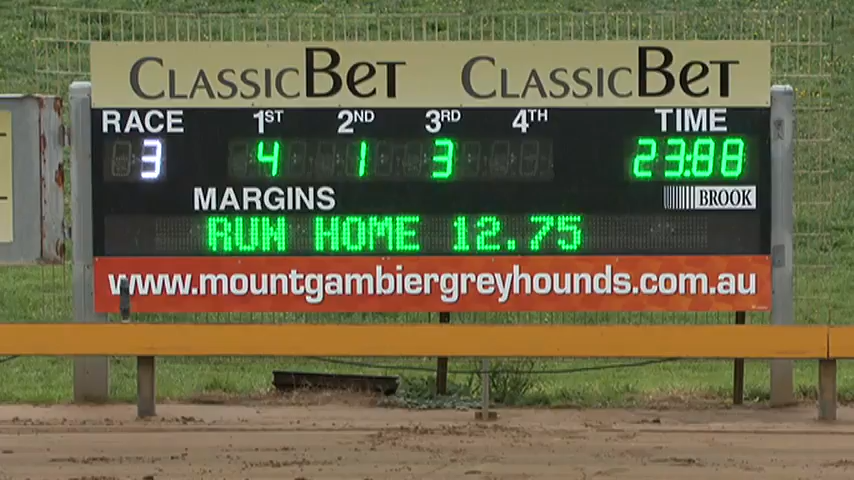 CLASSICBET CLASSICBET
RACE 1ST 2ND 3RD 4TH TIME
3 4 1 3 23:88
MARGINS BROOK
RUN HOME 12.75
www.mountgambiergreyhounds.com.au